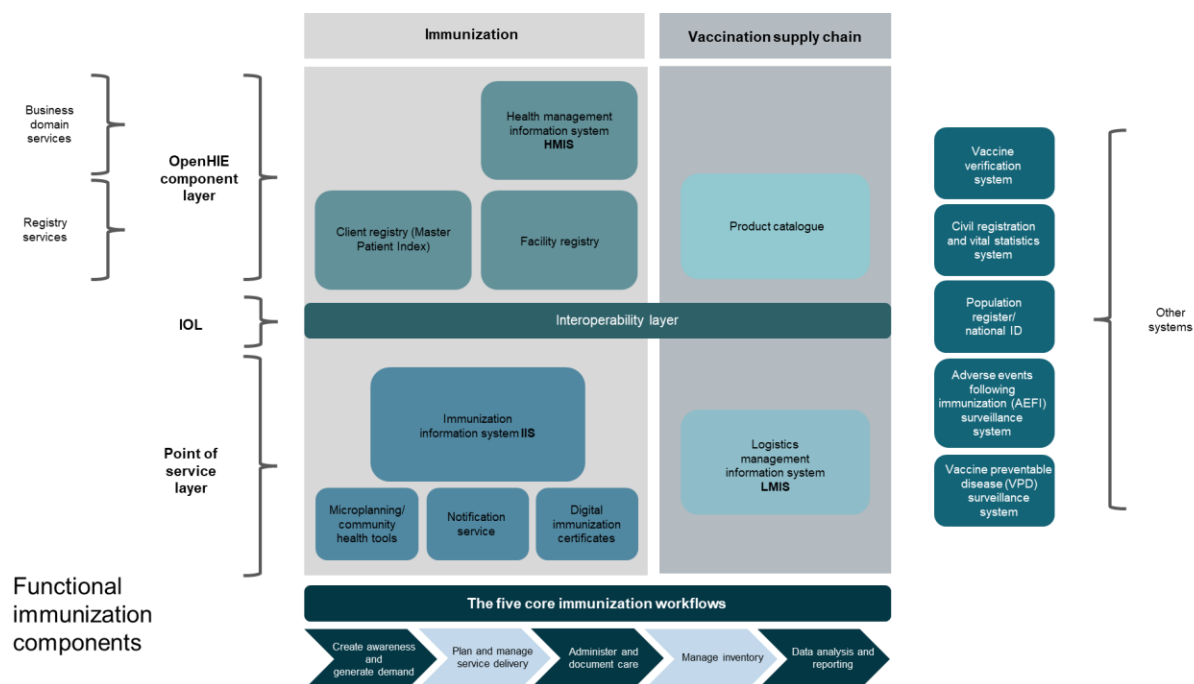 Immunization
Vaccination supply chain
Business
domain
services
Registry
services
OpenHIE
component
layer
Health management
information system
HMIS
Client registry (Master
Patient Index)
Facility registry
Product catalogue
IOL
Interoperability layer
Point of
service layer
Immunization
information system IIS
Microplanning/
community
health tools
Notification
service
Digital
immunization
certificates
Logistics
management
information system
LMIS
Vaccine
verification
system
Civil registration
and vital statistics
system
Population
register/
national ID
Adverse events
following
immunization (AEFI)
surveillance
system
Vaccine preventable
disease (VPD)
surveillance
system
Other
systems
Functional
immunization
components
The five core immunization workflows
Create awareness
and
generate demand
Plan and manage
service delivery
Administer and
document care
Manage inventory
Data analysis and
reporting